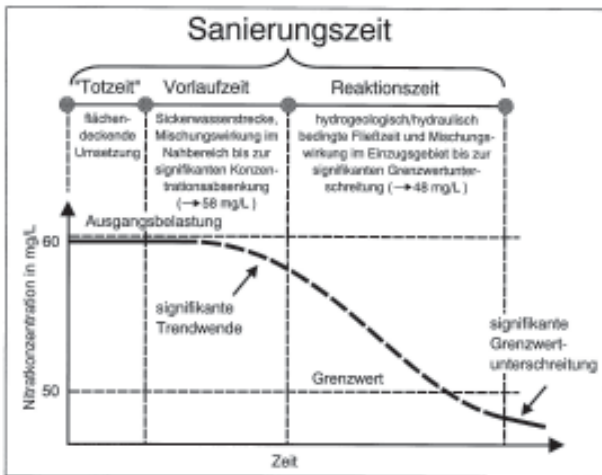 Sanierungszeit
"Totzeit"
Vorlaufzeit
Reaktionszeit
flächen-
deckende
Umsetzung
Sickerwasserstrecke,
Mischungswirkung im
Nahbereich bis zur
signifikanten Konzen-
trationsabsenkung
(→58 mg/L )
hydrogeologisch/hydraulisch
bedingte Fließzeit und Mischungs-
wirkung im Einzugsgebiet bis zur
signifikanten Grenzwertunter-
schreitung (→48 mg/L )
Ausgangsbelastung
60
50
Nitratkonzentration in mg/L
signifikante
Trendwende
Grenzwert
signifikante
Grenzwert-
unterschreitung
Zeit